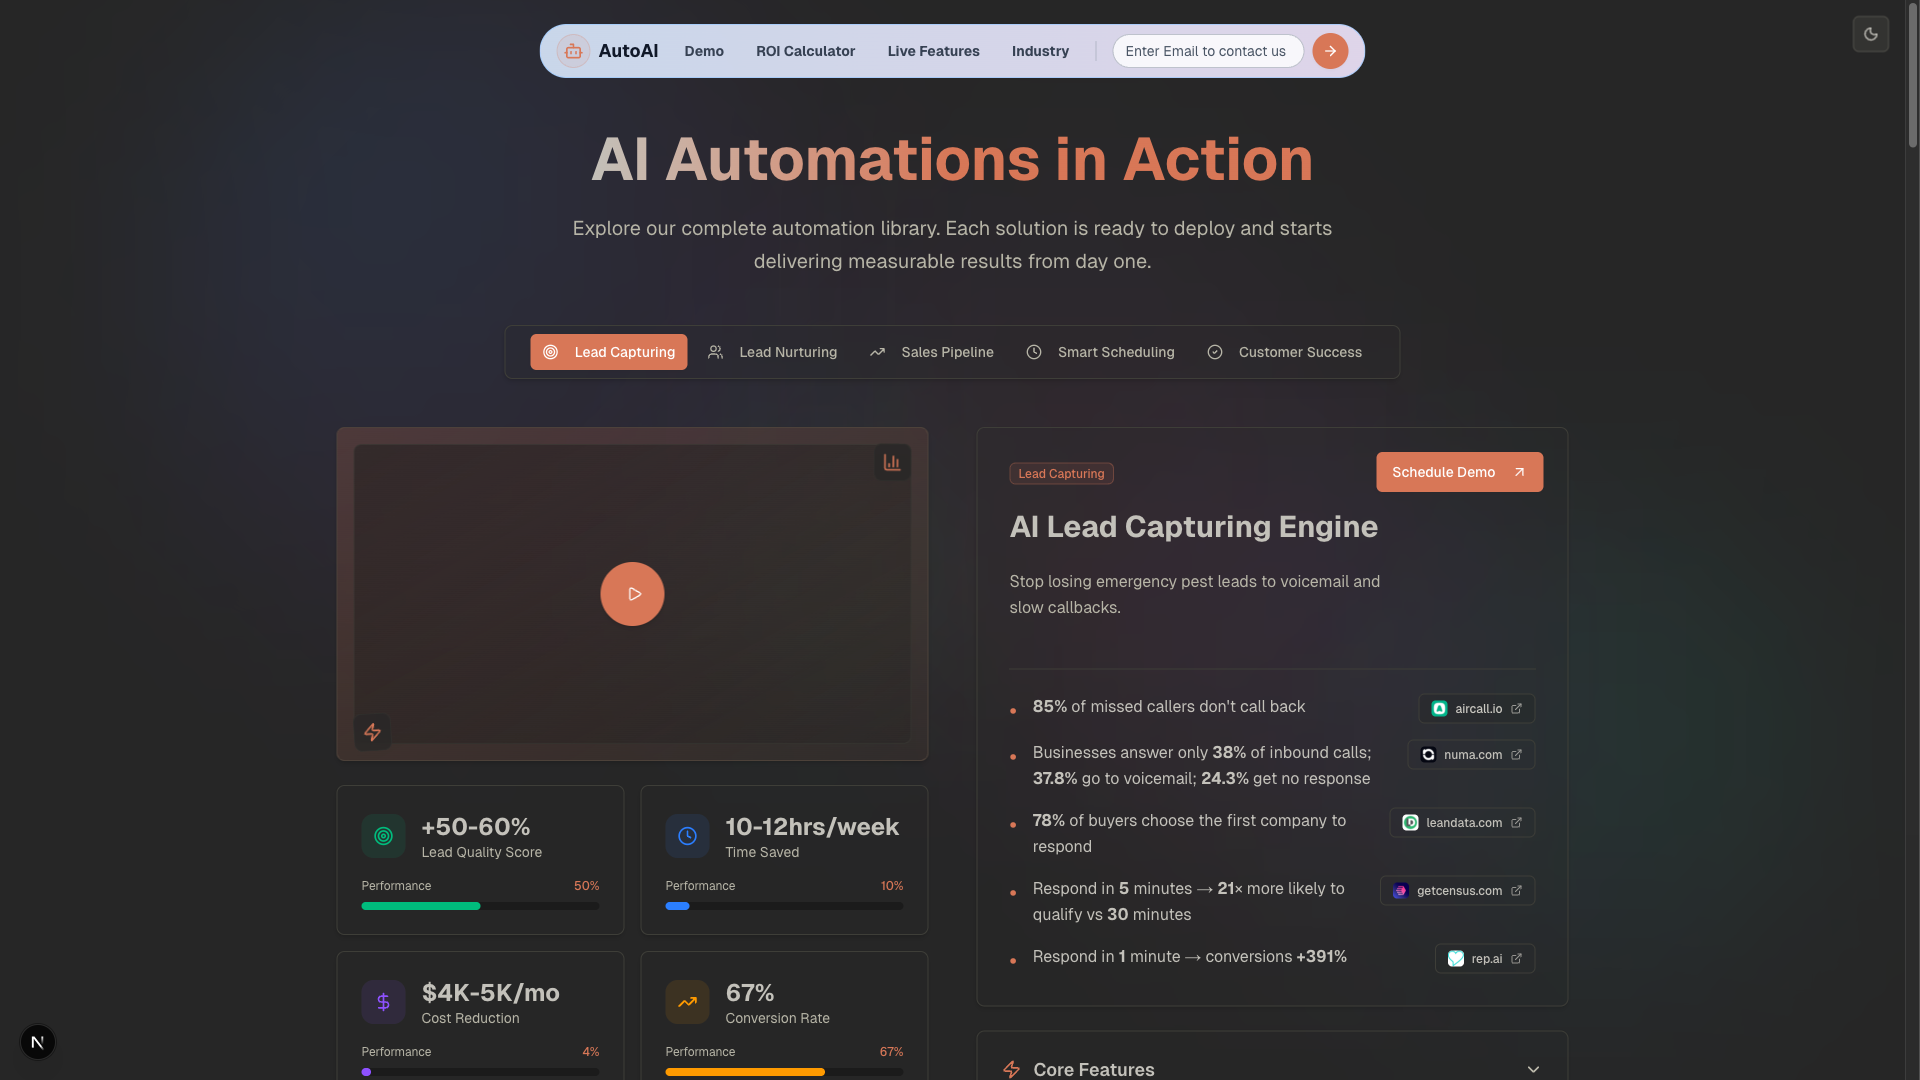 AutoAI Demo ROI Calculator Live Features Industry Enter Email to contact us
AI Automations in Action
Explore our complete automation library. Each solution is ready to deploy and starts
delivering measurable results from day one.
Lead Capturing Lead Nurturing Sales Pipeline Smart Scheduling Customer Success
Lead Capturing
Schedule Demo
AI Lead Capturing Engine
Stop losing emergency pest leads to voicemail and
slow callbacks.
85% of missed callers don't call back
aircall.io
Businesses answer only 38% of inbound calls;
37.8% go to voicemail; 24.3% get no response
numa.com
78% of buyers choose the first company to
respond
leandata.com
Respond in 5 minutes → 21× more likely to
qualify vs 30 minutes
getcensus.com
Respond in 1 minute → conversions +391%
rep.ai
+50-60%
Lead Quality Score
Performance 50%
10-12hrs/week
Time Saved
Performance 10%
$4K-5K/mo
Cost Reduction
Performance 4%
67%
Conversion Rate
Performance 67%
Core Features
N